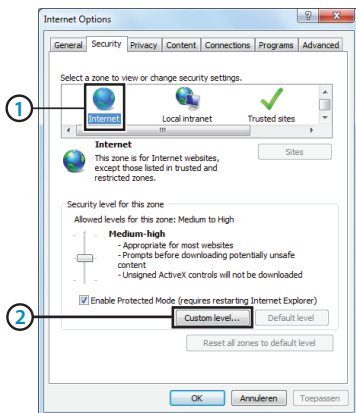 Internet Options
General Security Privacy Content Connections Programs Advanced
Select a zone to view or change security settings.
1
Internet Local intranet Trusted sites
Internet
Sites
This zone is for Internet websites,
except those listed in trusted and
restricted zones.
Security level for this zone
Allowed levels for this zone: Medium to High
Medium-high
- Appropriate for most websites
- Prompts before downloading potentially unsafe
content
- Unsigned ActiveX controls will not be downloaded
Enable Protected Mode (requires restarting Internet Explorer)
2
Custom level... Default level
Reset all zones to default level
OK Annuleren Toepassen